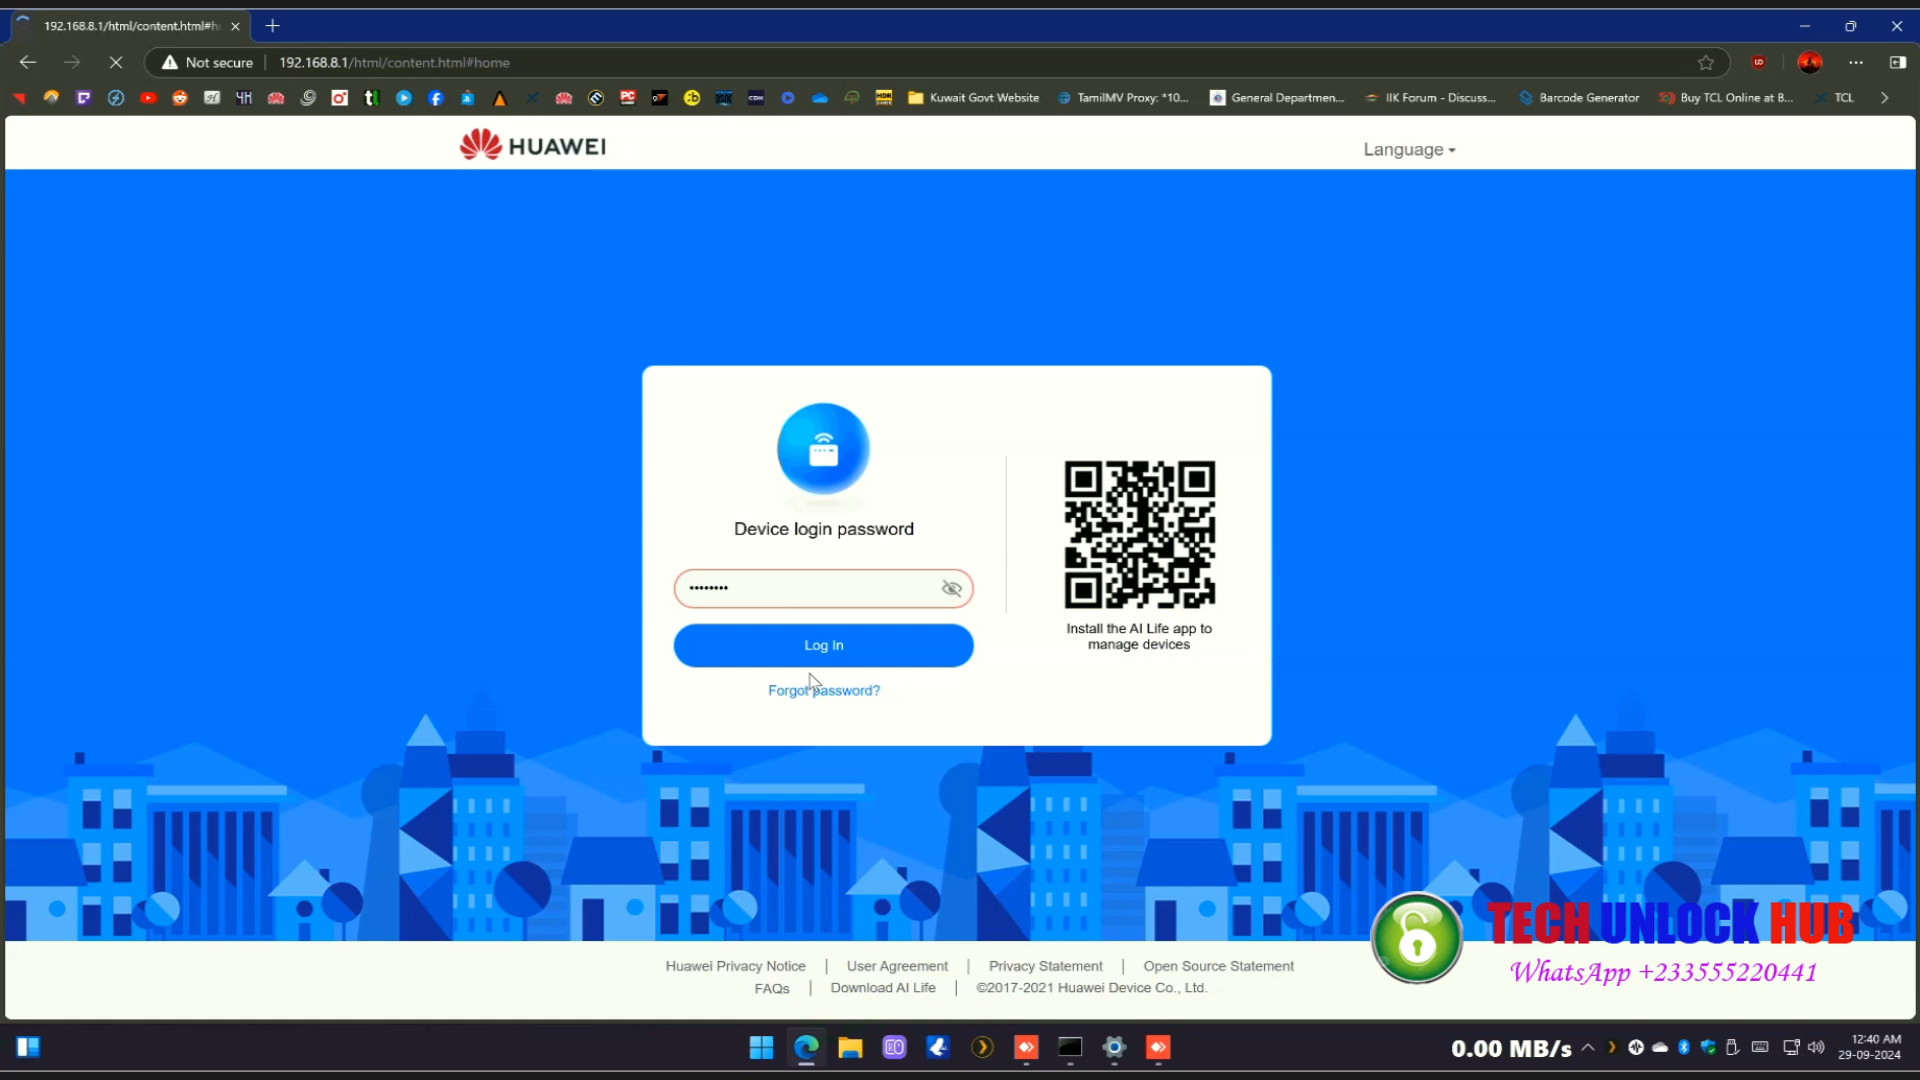 192.168.8.1/html/content.html#h
Not secure
192.168.8.1/html/content.html#home
Kuwait Govt Website
TamilMV Proxy: "10...
General Departmen...
IIK Forum - Discuss...
Barcode Generator
Buy TCL Online at B...
TCL
HUAWEI
Language
Device login password
••••••••
Log In
Forgot password?
Install the AI Life app to
manage devices
Huawei Privacy Notice | User Agreement | Privacy Statement | Open Source Statement
FAQs | Download AI Life | ©2017-2021 Huawei Device Co., Ltd.
TECH UNLOCK HUB
WhatsApp +233555220441
0.00 MB/s
12:40 AM
29-09-2024